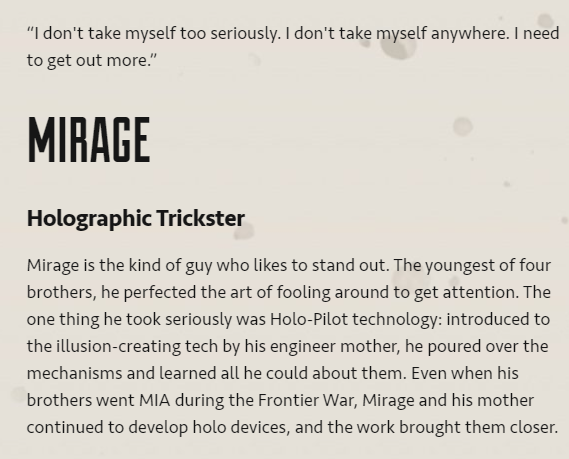 “I don't take myself too seriously. I don't take myself anywhere. I need
to get out more.”
MIRAGE
Holographic Trickster
Mirage is the kind of guy who likes to stand out. The youngest of four
brothers, he perfected the art of fooling around to get attention. The
one thing he took seriously was Holo-Pilot technology: introduced to
the illusion-creating tech by his engineer mother, he poured over the
mechanisms and learned all he could about them. Even when his
brothers went MIA during the Frontier War, Mirage and his mother
continued to develop holo devices, and the work brought them closer.